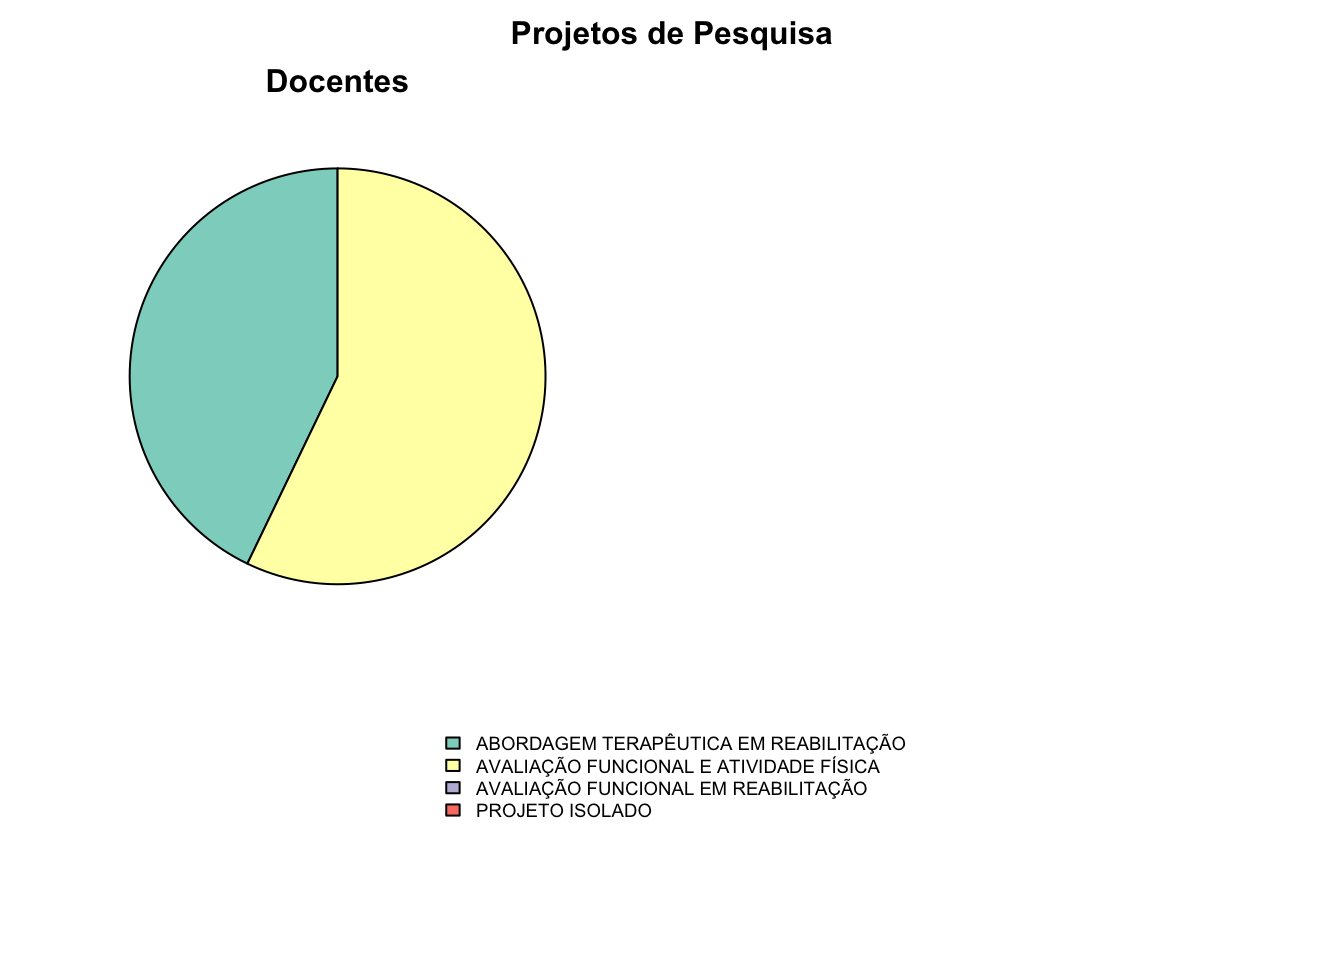 Projetos de Pesquisa
Docentes
ABORDAGEM TERAPÊUTICA EM REABILITAÇÃO
AVALIAÇÃO FUNCIONAL E ATIVIDADE FÍSICA
AVALIAÇÃO FUNCIONAL EM REABILITAÇÃO
PROJETO ISOLADO